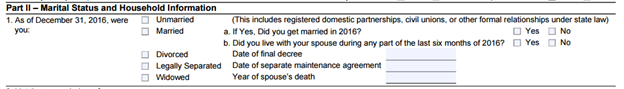 Part II – Marital Status and Household Information
1. As of December 31, 2016, were you: Unmarried (This includes registered domestic partnerships, civil unions, or other formal relationships under state law)
Married a. If Yes, Did you get married in 2016? Yes No
b. Did you live with your spouse during any part of the last six months of 2016? Yes No
Divorced Date of final decree
Legally Separated Date of separate maintenance agreement
Widowed Year of spouse's death